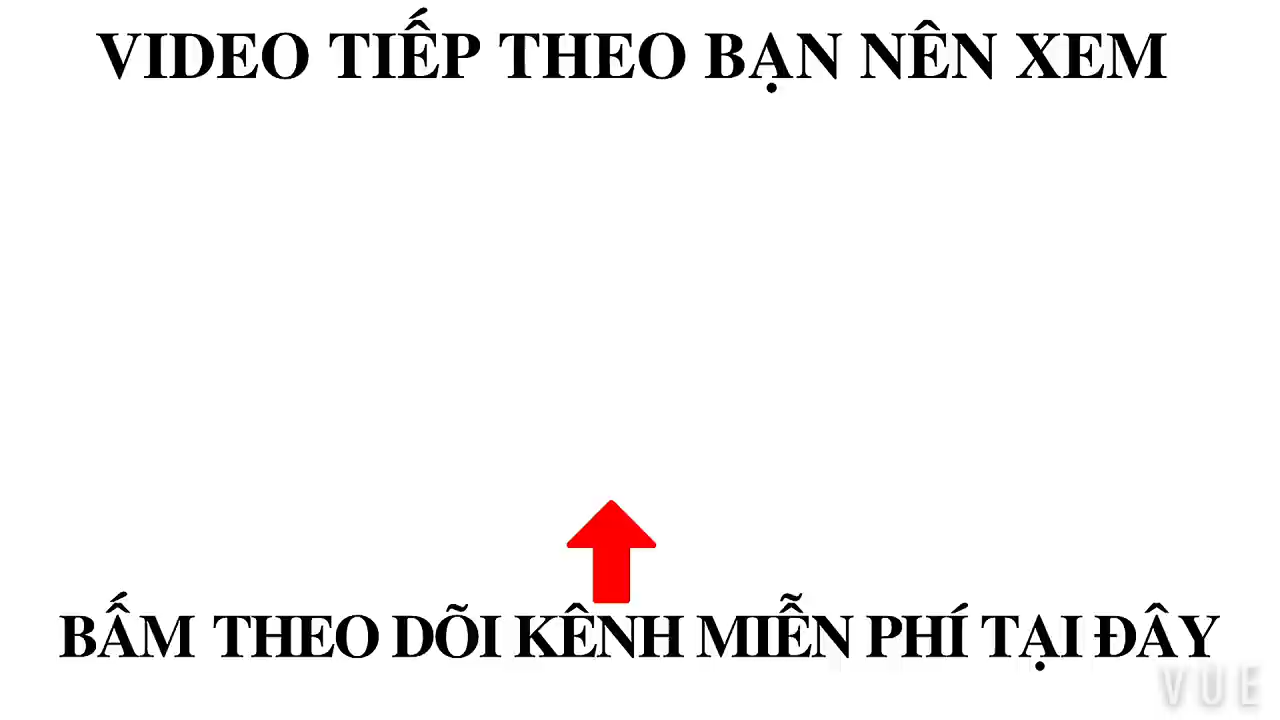 VIDEO TIẾP THEO BẠN NÊN XEM
BẤM THEO DÕI KÊNH MIỄN PHÍ TẠI ĐÂY
VUE